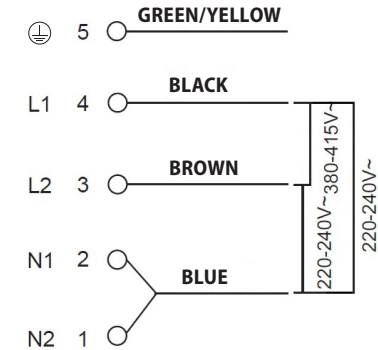 5 GREEN/YELLOW
L1 4 BLACK
L2 3 BROWN
N1 2
BLUE
N2 1
380-415V~
220-240V~
220-240V~